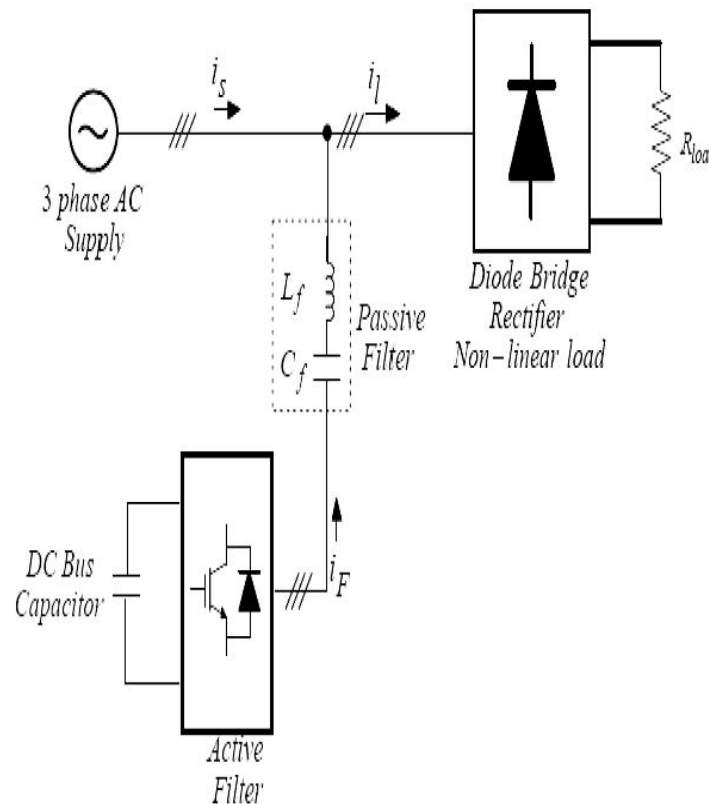 i_s
i_l
3 phase AC
Supply
R_loa
Diode Bridge
Rectifier
Non-linear load
L_f
C_f
Passive
Filter
i_F
DC Bus
Capacitor
Active
Filter